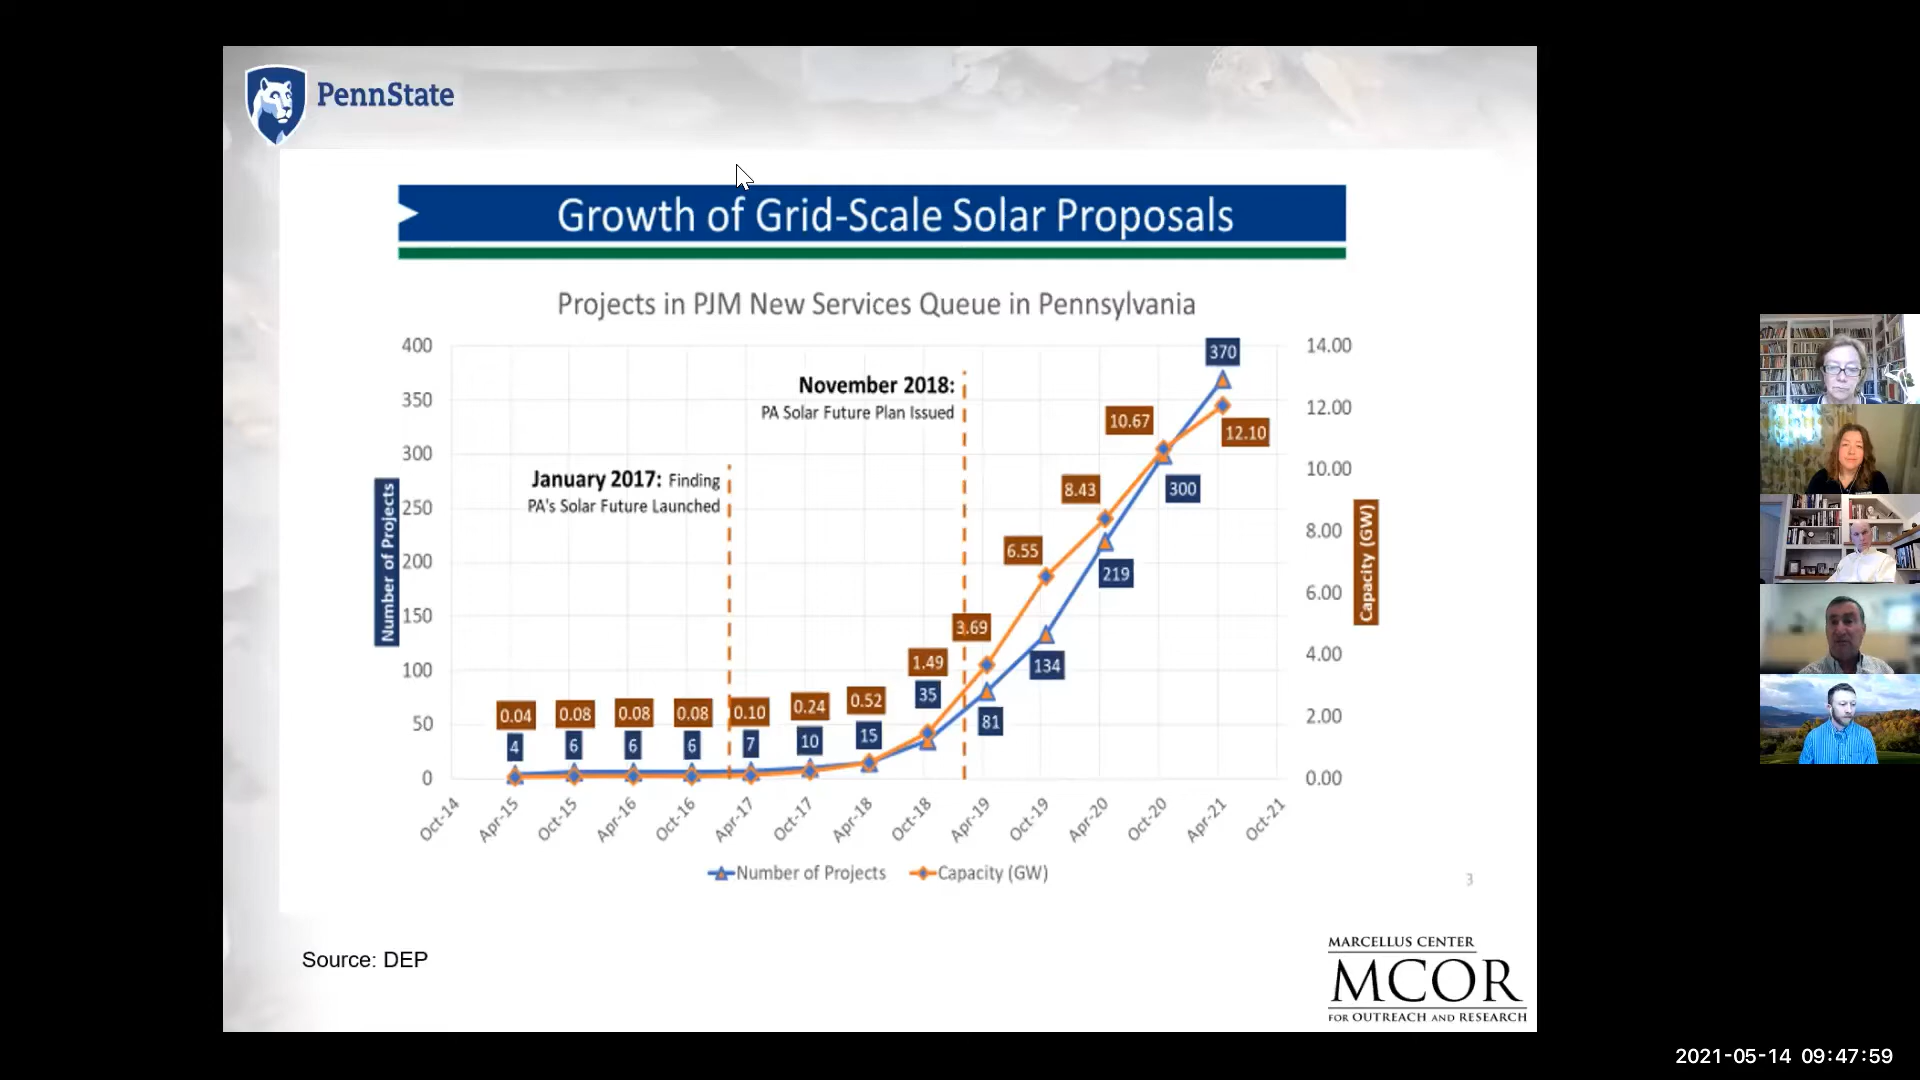 PennState
Growth of Grid-Scale Solar Proposals
Projects in PJM New Services Queue in Pennsylvania
400
350
300
250
200
150
100
50
0
Number of Projects
14.00
12.00
10.00
8.00
6.00
4.00
2.00
0.00
Capacity (GW)
November 2018:
PA Solar Future Plan Issued
January 2017: Finding
PA's Solar Future Launched
0.04
0.08
0.08
0.08
0.10
0.24
0.52
1.49
3.69
6.55
8.43
10.67
12.10
4
6
6
6
7
10
15
35
81
134
219
300
370
Oct-14
Apr-15
Oct-15
Apr-16
Oct-16
Apr-17
Oct-17
Apr-18
Oct-18
Apr-19
Oct-19
Apr-20
Oct-20
Apr-21
Oct-21
Number of Projects
Capacity (GW)
3
Source: DEP
MARCELLUS CENTER
MCOR
FOR OUTREACH AND RESEARCH
2021-05-14 09:47:59